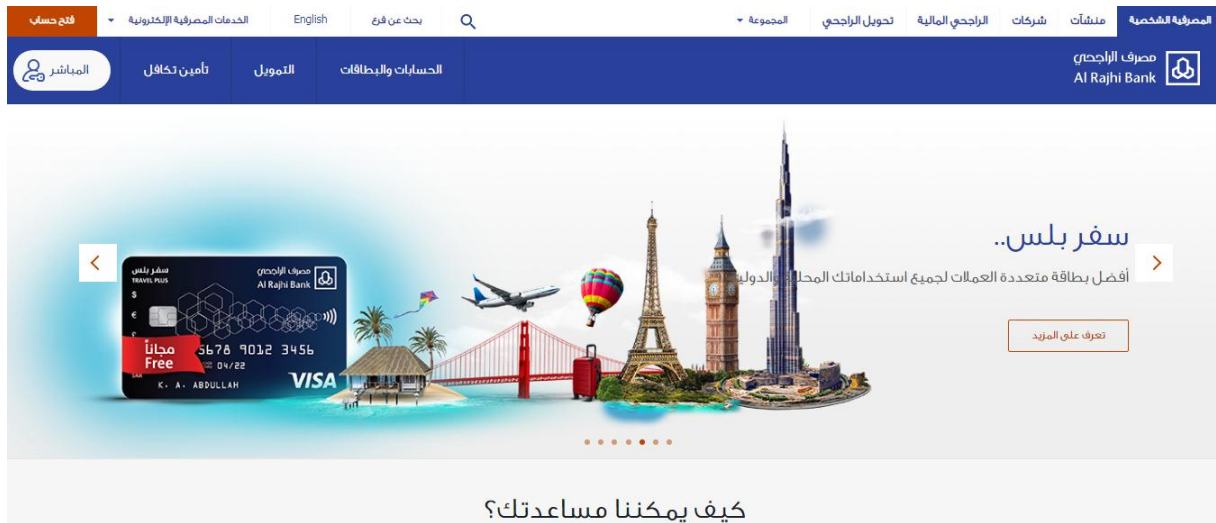 المصرفية الشخصية
منشآت
شركات
الراجحي المالية
تحويل الراجحي
المجموعة
بحث عن فرع
English
الخدمات المصرفية الإلكترونية
فتح حساب
مصرف الراجحي
Al Rajhi Bank
الحسابات والبطاقات
التمويل
تأمين تكافل
المباشر
سفر بلس..
أفضل بطاقة متعددة العملات لجميع استخداماتك المحلية والدولية
تعرف على المزيد
مصرف الراجحي
Al Rajhi Bank
سفر بلس
TRAVEL PLUS
$
€
مجاناً
Free
5678 9012 3456
04/22
K. A. ABDULLAH
VISA
كيف يمكننا مساعدتك؟